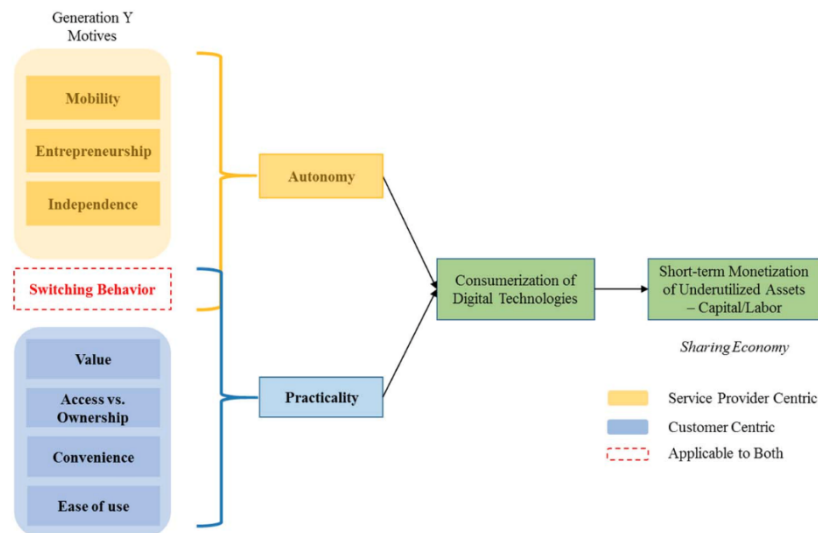 Generation Y
Motives
Mobility
Entrepreneurship
Independence
Switching Behavior
Value
Access vs.
Ownership
Convenience
Ease of use
Autonomy
Practicality
Consumerization of
Digital Technologies
Short-term Monetization
of Underutilized Assets
– Capital/Labor
Sharing Economy
Service Provider Centric
Customer Centric
Applicable to Both